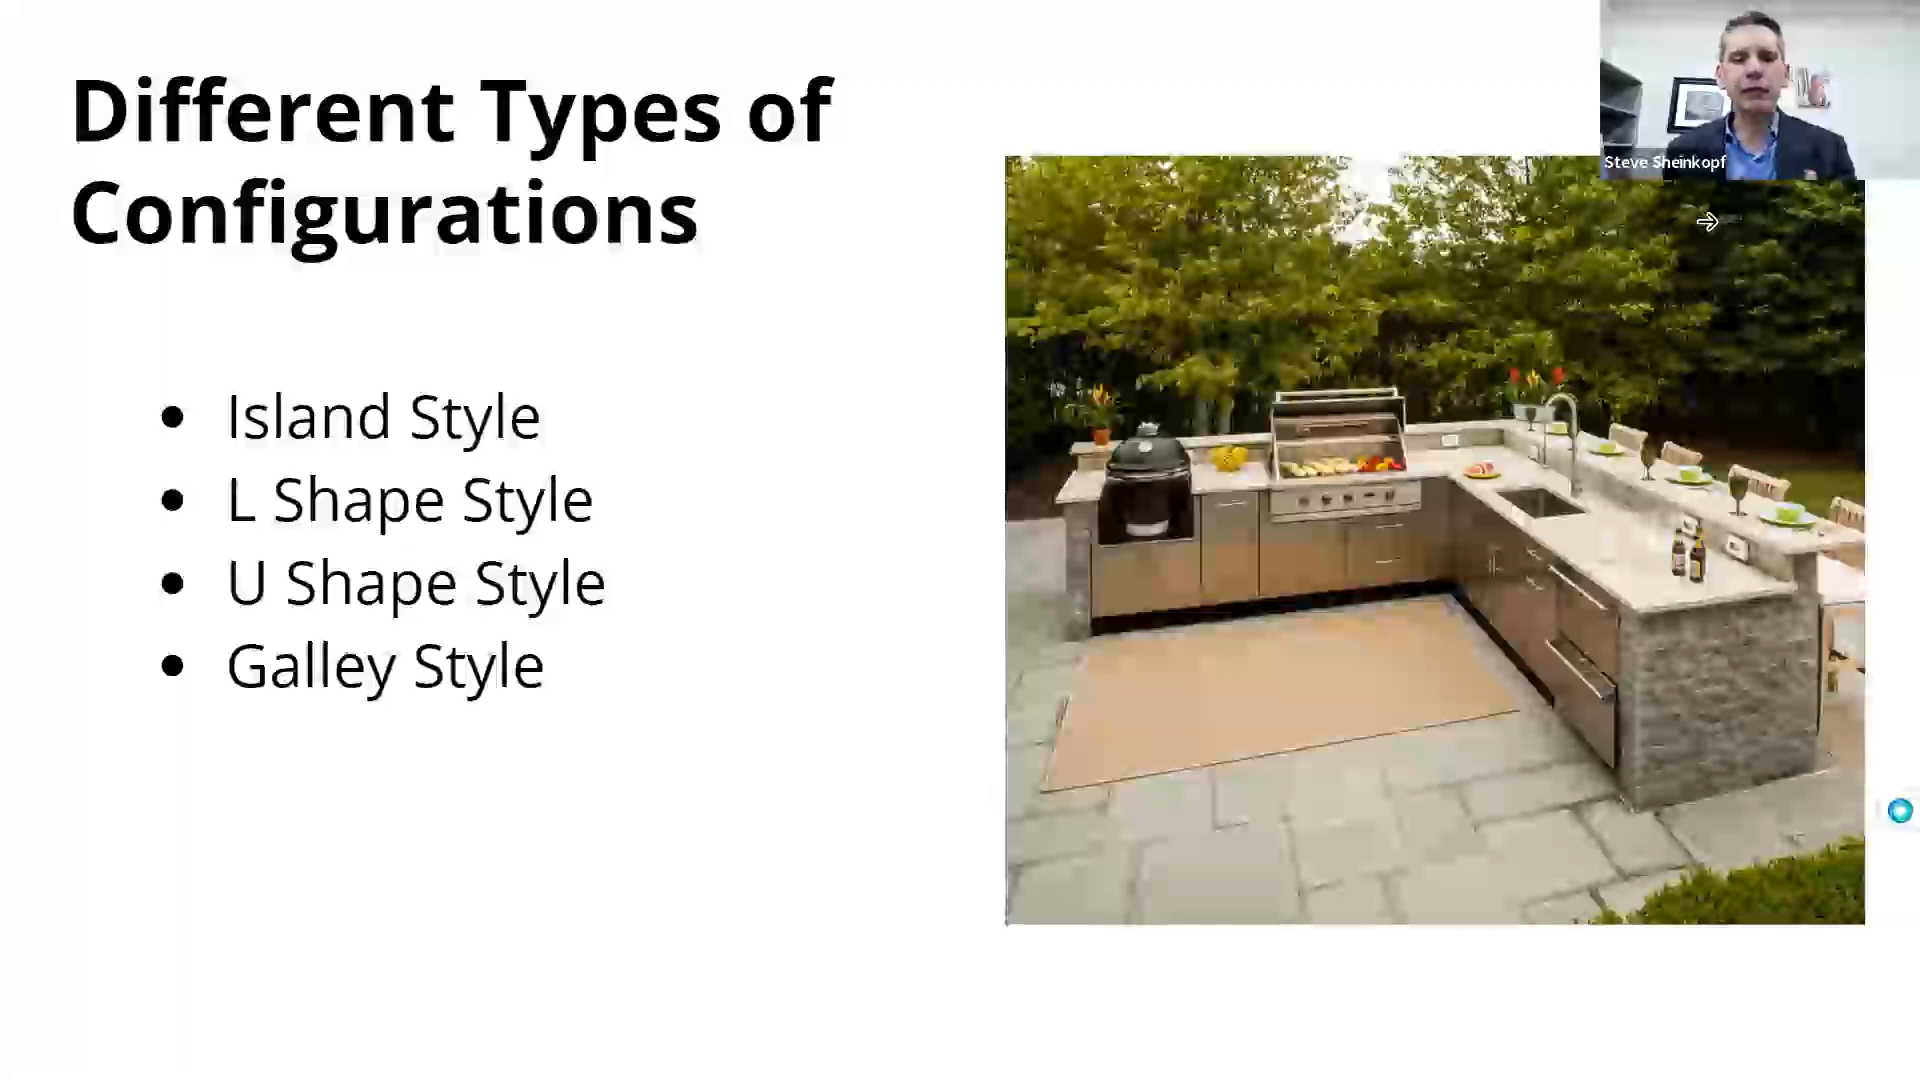 Different Types of
Configurations
Island Style
L Shape Style
U Shape Style
Galley Style
Steve Sheinkopf